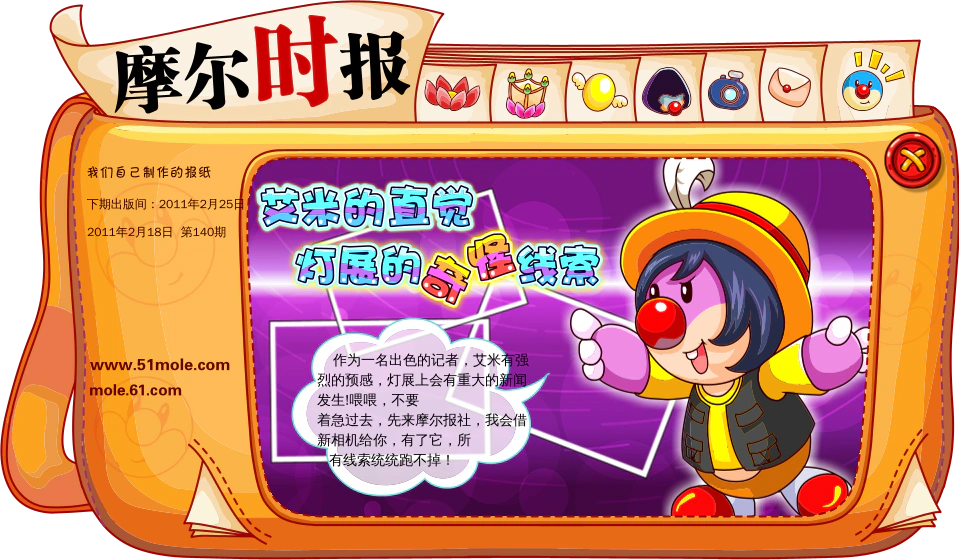 摩尔时报
我们自己制作的报纸
下期出版间：2011年2月25日
2011年2月18日 第140期
www.51mole.com
mole.61.com
艾米的直觉
灯展的奇怪线索
作为一名出色的记者，艾米有强
烈的预感，灯展上会有重大的新闻
发生!喂喂，不要
着急过去，先来摩尔报社，我会借
新相机给你，有了它，所
有线索统统跑不掉！